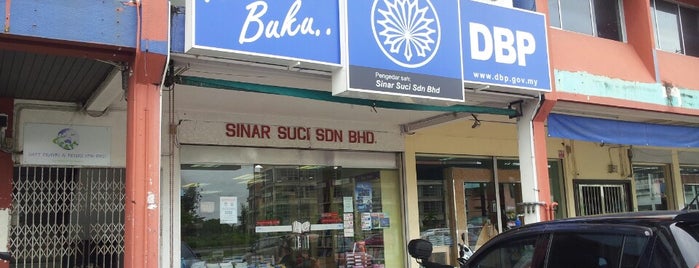 Buku..
DBP
www.dbp.gov.my
Pengedar sah:
Sinar Suci Sdn Bhd
SINAR SUCI SDN BHD.